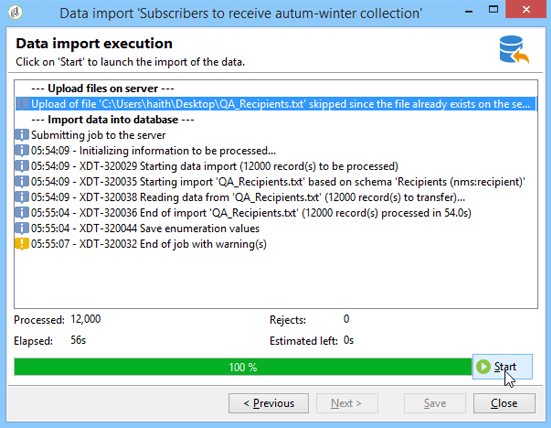 Data import 'Subscribers to receive autum-winter collection'
Data import execution
Click on 'Start' to launch the import of the data.
--- Upload files on server ---
Upload of file 'C:\Users\haith\Desktop\QA_Recipients.txt' skipped since the file already exists on the se...
--- Import data into database ---
Submitting job to the server
05:54:09 - Initializing information to be processed...
05:54:09 - XDT-320029 Starting data import (12000 record(s) to be processed)
05:54:09 - XDT-320035 Starting import 'QA_Recipients.txt' based on schema 'Recipients (nms:recipient)'
05:54:09 - XDT-320038 Reading data from 'QA_Recipients.txt' (12000 record(s) to transfer)...
05:55:04 - XDT-320036 End of import 'QA_Recipients.txt' (12000 record(s) processed in 54.0s)
05:55:04 - XDT-320044 Save enumeration values
05:55:07 - XDT-320032 End of job with warning(s)
Processed: 12,000 Rejects: 0
Elapsed: 56s Estimated left: 0s
100 % Start
< Previous Next > Save Close